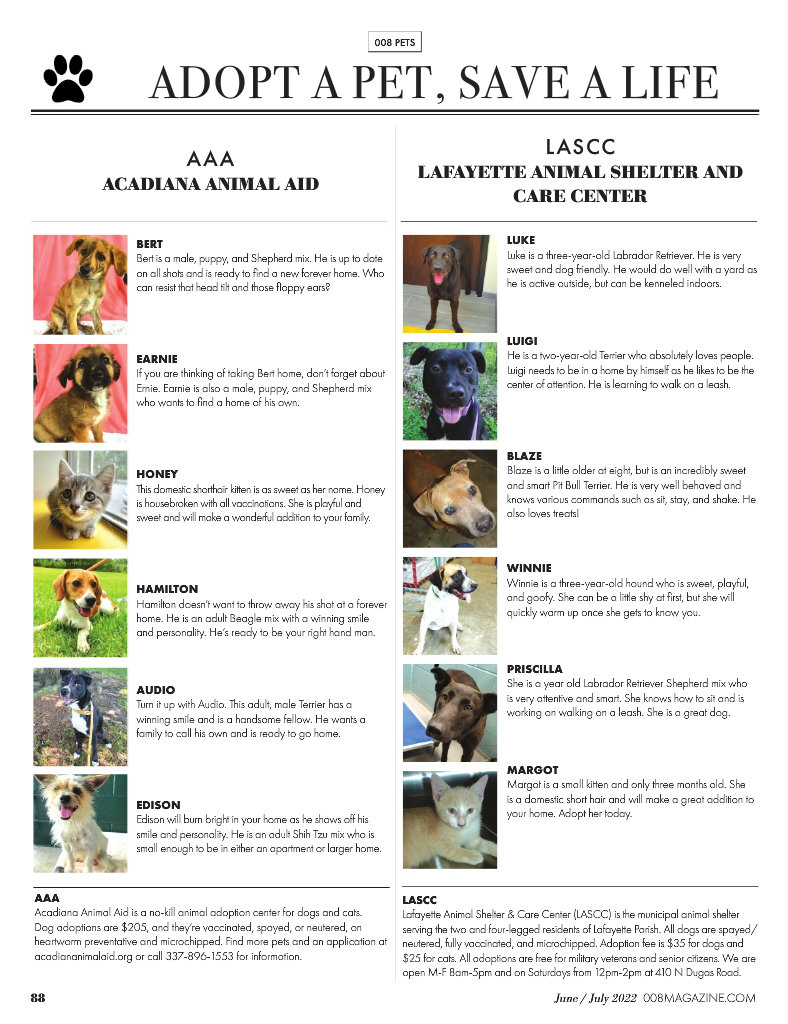 008 PETS
ADOPT A PET, SAVE A LIFE
AAA
ACADIANA ANIMAL AID
BERT
Bert is a male, puppy, and Shepherd mix. He is up to date
on all shots and is ready to find a new forever home. Who
can resist that head tilt and those floppy ears?
EARNIE
If you are thinking of taking Bert home, don't forget about
Ernie. Earnie is also a male, puppy, and Shepherd mix
who wants to find a home of his own.
HONEY
This domestic shorthair kitten is as sweet as her name. Honey
is housebroken with all vaccinations. She is playful and
sweet and will make a wonderful addition to your family.
HAMILTON
Hamilton doesn't want to throw away his shot at a forever
home. He is an adult Beagle mix with a winning smile
and personality. He's ready to be your right hand man.
AUDIO
Turn it up with Audio. This adult, male Terrier has a
winning smile and is a handsome fellow. He wants a
family to call his own and is ready to go home.
EDISON
Edison will burn bright in your home as he shows off his
smile and personality. He is an adult Shih Tzu mix who is
small enough to be in either an apartment or larger home.
AAA
Acadiana Animal Aid is a no-kill animal adoption center for dogs and cats.
Dog adoptions are $205, and they're vaccinated, spayed, or neutered, on
heartworm preventative and microchipped. Find more pets and an application at
acadiananimalaid.org or call 337-896-1553 for information.
LASCC
LAFAYETTE ANIMAL SHELTER AND
CARE CENTER
LUKE
Luke is a three-year-old Labrador Retriever. He is very
sweet and dog friendly. He would do well with a yard as
he is active outside, but can be kenneled indoors.
LUIGI
He is a two-year-old Terrier who absolutely loves people.
Luigi needs to be in a home by himself as he likes to be the
center of attention. He is learning to walk on a leash.
BLAZE
Blaze is a little older at eight, but is an incredibly sweet
and smart Pit Bull Terrier. He is very well behaved and
knows various commands such as sit, stay, and shake. He
also loves treats!
WINNIE
Winnie is a three-year-old hound who is sweet, playful,
and goofy. She can be a little shy at first, but she will
quickly warm up once she gets to know you.
PRISCILLA
She is a year old Labrador Retriever Shepherd mix who
is very attentive and smart. She knows how to sit and is
working on walking on a leash. She is a great dog.
MARGOT
Margot is a small kitten and only three months old. She
is a domestic short hair and will make a great addition to
your home. Adopt her today.
LASCC
Lafayette Animal Shelter & Care Center (LASCC) is the municipal animal shelter
serving the two and four-legged residents of Lafayette Parish. All dogs are spayed/
neutered, fully vaccinated, and microchipped. Adoption fee is $35 for dogs and
$25 for cats. All adoptions are free for military veterans and senior citizens. We are
open M-F 8am-5pm and on Saturdays from 12pm-2pm at 410 N Dugas Road.
88
June / July 2022 008MAGAZINE.COM